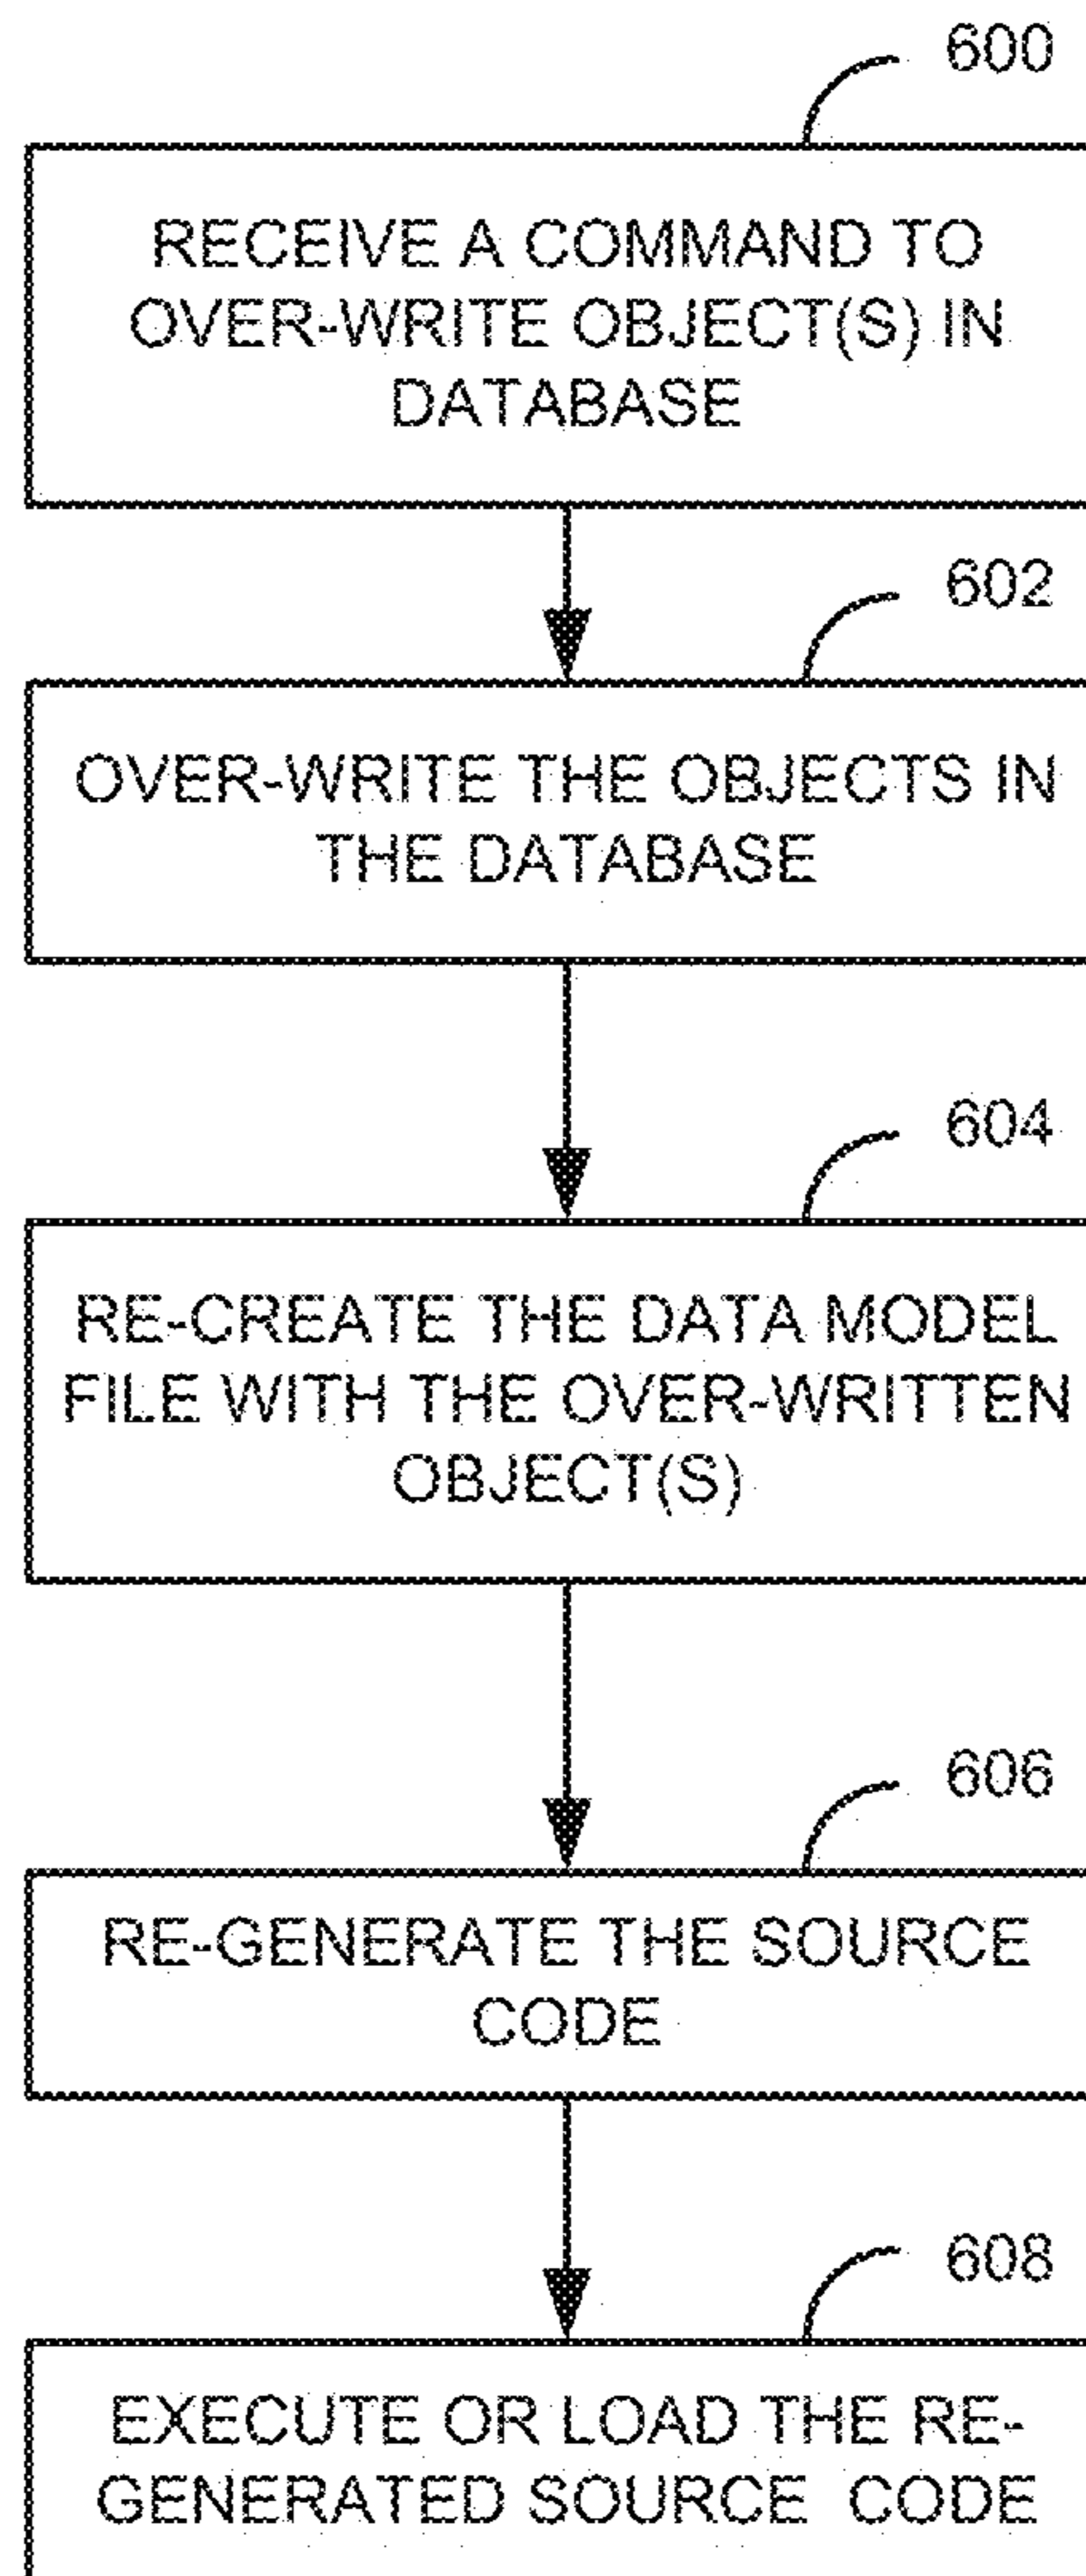 600
RECEIVE A COMMAND TO
OVER-WRITE OBJECT(S) IN
DATABASE
602
OVER-WRITE THE OBJECTS IN
THE DATABASE
604
RE-CREATE THE DATA MODEL
FILE WITH THE OVER-WRITTEN
OBJECT(S)
606
RE-GENERATE THE SOURCE
CODE
608
EXECUTE OR LOAD THE RE-
GENERATED SOURCE CODE